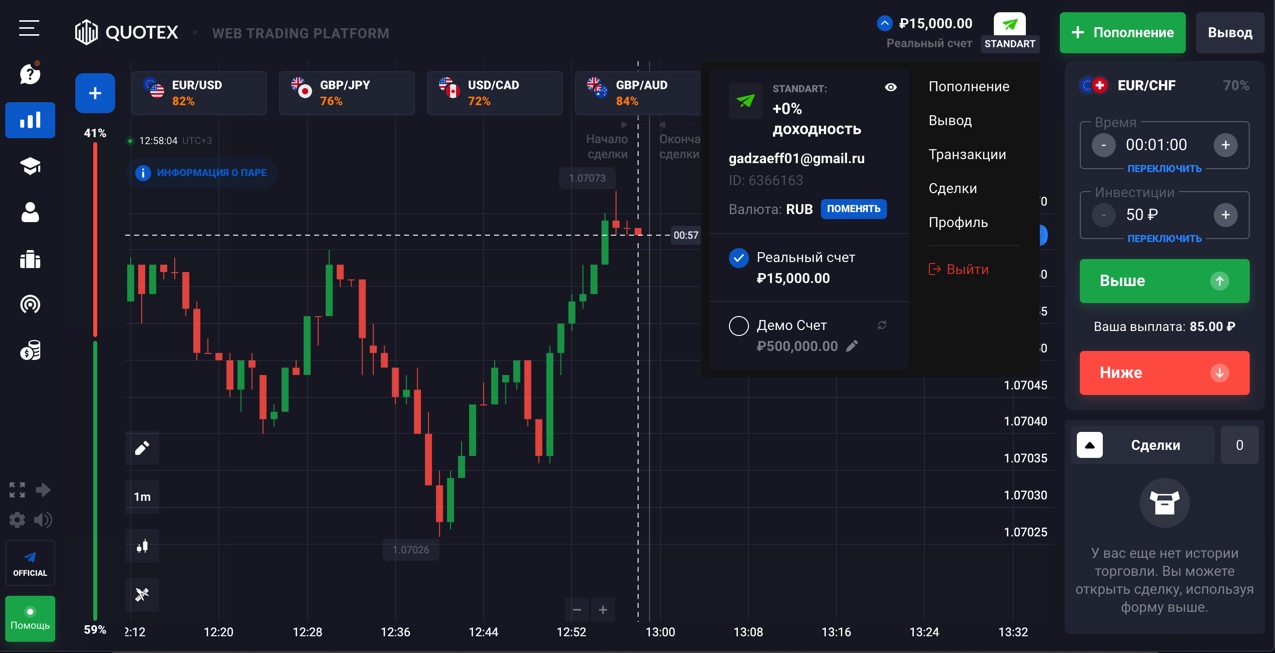 QUOTEX
WEB TRADING PLATFORM
₽15,000.00
Реальный счет
STANDART
+ Пополнение
Вывод
EUR/USD
82%
GBP/JPY
76%
USD/CAD
72%
GBP/AUD
84%
41%
12:58:04 UTC+3
ИНФОРМАЦИЯ О ПАРЕ
Начало
сделки
Оконча
сделки
1.07073
00:57
STANDART:
+0%
доходность
gadzaeff01@gmail.ru
ID: 6366163
Валюта: RUB ПОМЕНЯТЬ
Реальный счет
₽15,000.00
Демо Счет
₽500,000.00
Пополнение
Вывод
Транзакции
Сделки
Профиль
Выйти
EUR/CHF
70%
Время
- 00:01:00 +
ПЕРЕКЛЮЧИТЬ
Инвестиции
- 50 ₽ +
ПЕРЕКЛЮЧИТЬ
Выше
Ваша выплата: 85.00 ₽
Ниже
0
0
5
0
1.07045
1.07040
1.07035
1.07030
1.07025
Сделки
0
У вас еще нет истории
торговли. Вы можете
открыть сделку, используя
форму выше.
1m
1.07026
OFFICIAL
Помощь
59%
2:12
12:20
12:28
12:36
12:44
12:52
13:00
13:08
13:16
13:24
13:32